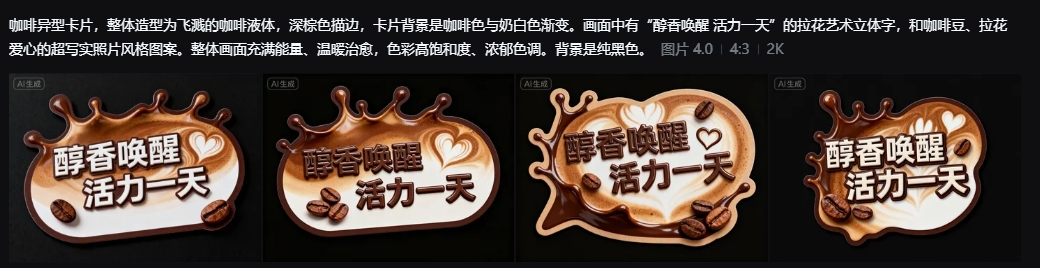 咖啡异型卡片，整体造型为飞溅的咖啡液体，深棕色描边，卡片背景是咖啡色与奶白色渐变。画面中有“醇香唤醒 活力一天”的拉花艺术立体字，和咖啡豆、拉花
爱心的超写实照片风格图案。整体画面充满能量、温暖治愈，色彩高饱和度、浓郁色调。背景是纯黑色。 图片 4.0 | 4:3 | 2K
AI生成
醇香唤醒
活力一天
AI生成
醇香唤醒
活力一天
AI生成
醇香唤醒
活力一天
AI生成
醇香唤醒
活力一天